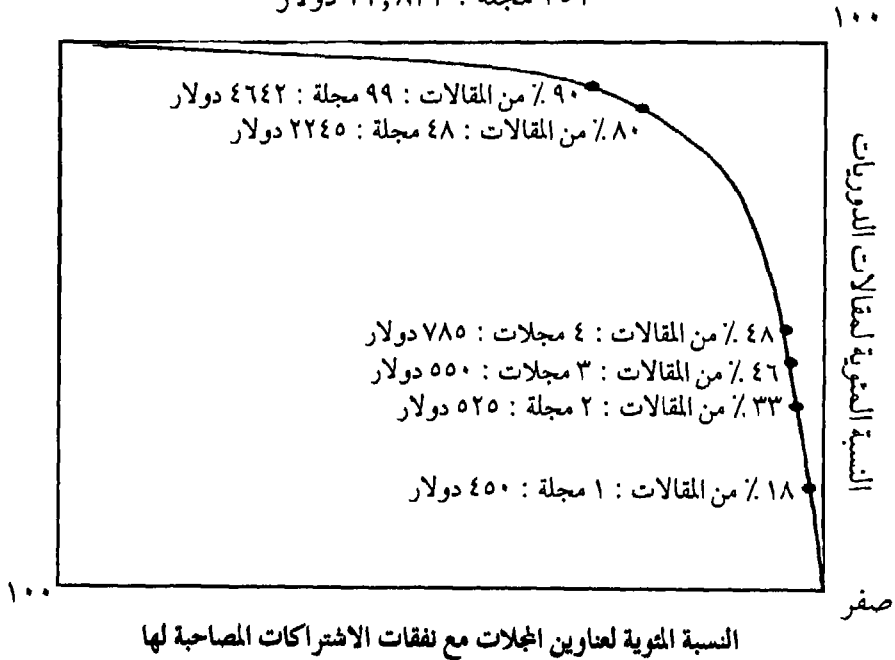 ١٠٠
٩٠ ٪ من المقالات : ٩٩ مجلة : ٤٦٤٢ دولار
٨٠ ٪ من المقالات : ٤٨ مجلة : ٢٢٤٥ دولار
٤٨ ٪ من المقالات : ٤ مجلات : ٧٨٥ دولار
٤٦ ٪ من المقالات : ٣ مجلات : ٥٥٠ دولار
٣٣ ٪ من المقالات : ٢ مجلة : ٥٢٥ دولار
١٨ ٪ من المقالات : ١ مجلة : ٤٥٠ دولار
النسبة المئوية لمقالات الدوريات
صفر
١٠٠
النسبة المئوية لعناوين المجلات مع نفقات الاشتراكات المصاحبة لها